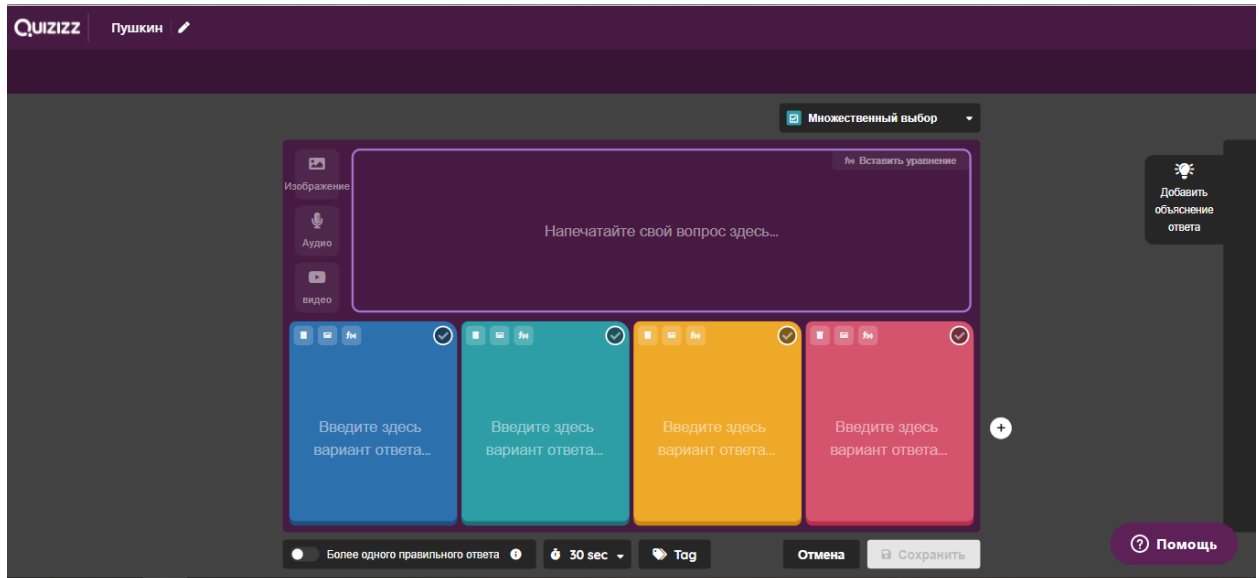 QUIZIZZ
Пушкин
Множественный выбор
Изображение
Аудио
видео
f(x) Вставить уравнение
Напечатайте свой вопрос здесь...
Добавить
объяснение
ответа
Введите здесь
вариант ответа...
Введите здесь
вариант ответа...
Введите здесь
вариант ответа...
Введите здесь
вариант ответа...
Более одного правильного ответа
30 sec
Tag
Отмена
Сохранить
Помощь